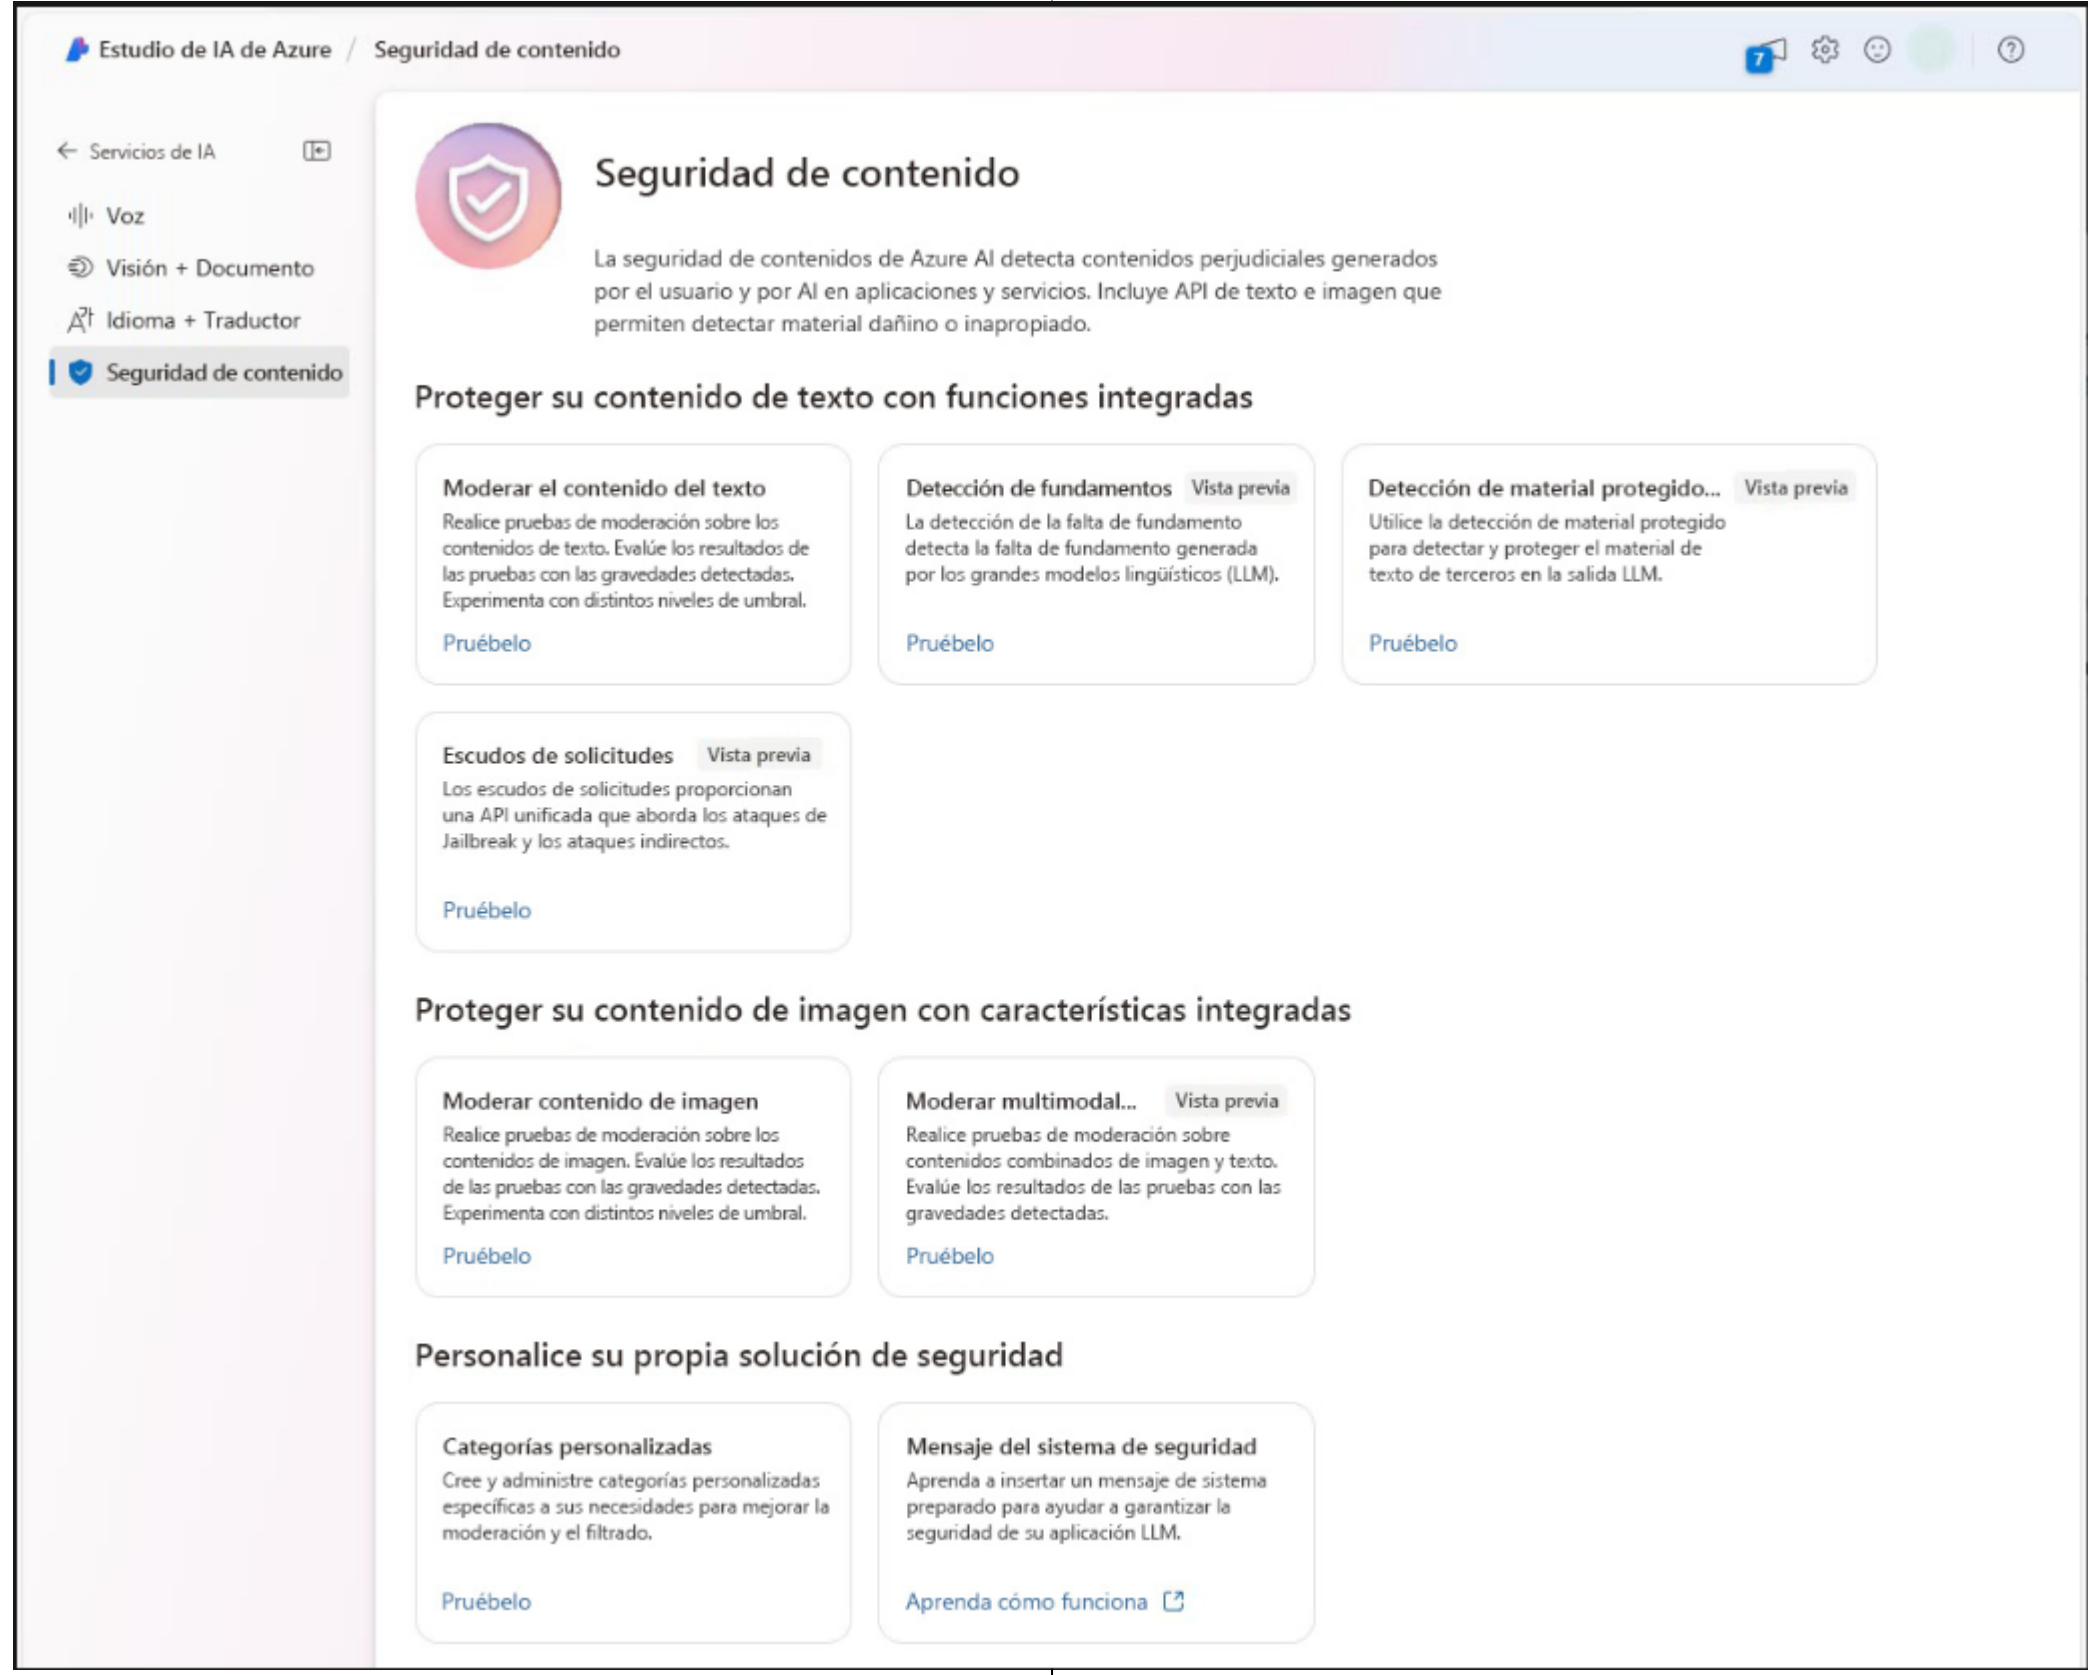 Estudio de IA de Azure / Seguridad de contenido
7
Servicios de IA
Voz
Visión + Documento
Idioma + Traductor
Seguridad de contenido
Seguridad de contenido
La seguridad de contenidos de Azure AI detecta contenidos perjudiciales generados
por el usuario y por AI en aplicaciones y servicios. Incluye API de texto e imagen que
permiten detectar material dañino o inapropiado.
Proteger su contenido de texto con funciones integradas
Moderar el contenido del texto
Realice pruebas de moderación sobre los
contenidos de texto. Evalúe los resultados de
las pruebas con las gravedades detectadas.
Experimenta con distintos niveles de umbral.
Pruébelo
Detección de fundamentos Vista previa
La detección de la falta de fundamento
detecta la falta de fundamento generada
por los grandes modelos lingüísticos (LLM).
Pruébelo
Detección de material protegido... Vista previa
Utilice la detección de material protegido
para detectar y proteger el material de
texto de terceros en la salida LLM.
Pruébelo
Escudos de solicitudes Vista previa
Los escudos de solicitudes proporcionan
una API unificada que aborda los ataques de
Jailbreak y los ataques indirectos.
Pruébelo
Proteger su contenido de imagen con características integradas
Moderar contenido de imagen
Realice pruebas de moderación sobre los
contenidos de imagen. Evalúe los resultados
de las pruebas con las gravedades detectadas.
Experimenta con distintos niveles de umbral.
Pruébelo
Moderar multimodal... Vista previa
Realice pruebas de moderación sobre
contenidos combinados de imagen y texto.
Evalúe los resultados de las pruebas con las
gravedades detectadas.
Pruébelo
Personalice su propia solución de seguridad
Categorías personalizadas
Cree y administre categorías personalizadas
específicas a sus necesidades para mejorar la
moderación y el filtrado.
Pruébelo
Mensaje del sistema de seguridad
Aprenda a insertar un mensaje de sistema
preparado para ayudar a garantizar la
seguridad de su aplicación LLM.
Aprenda cómo funciona